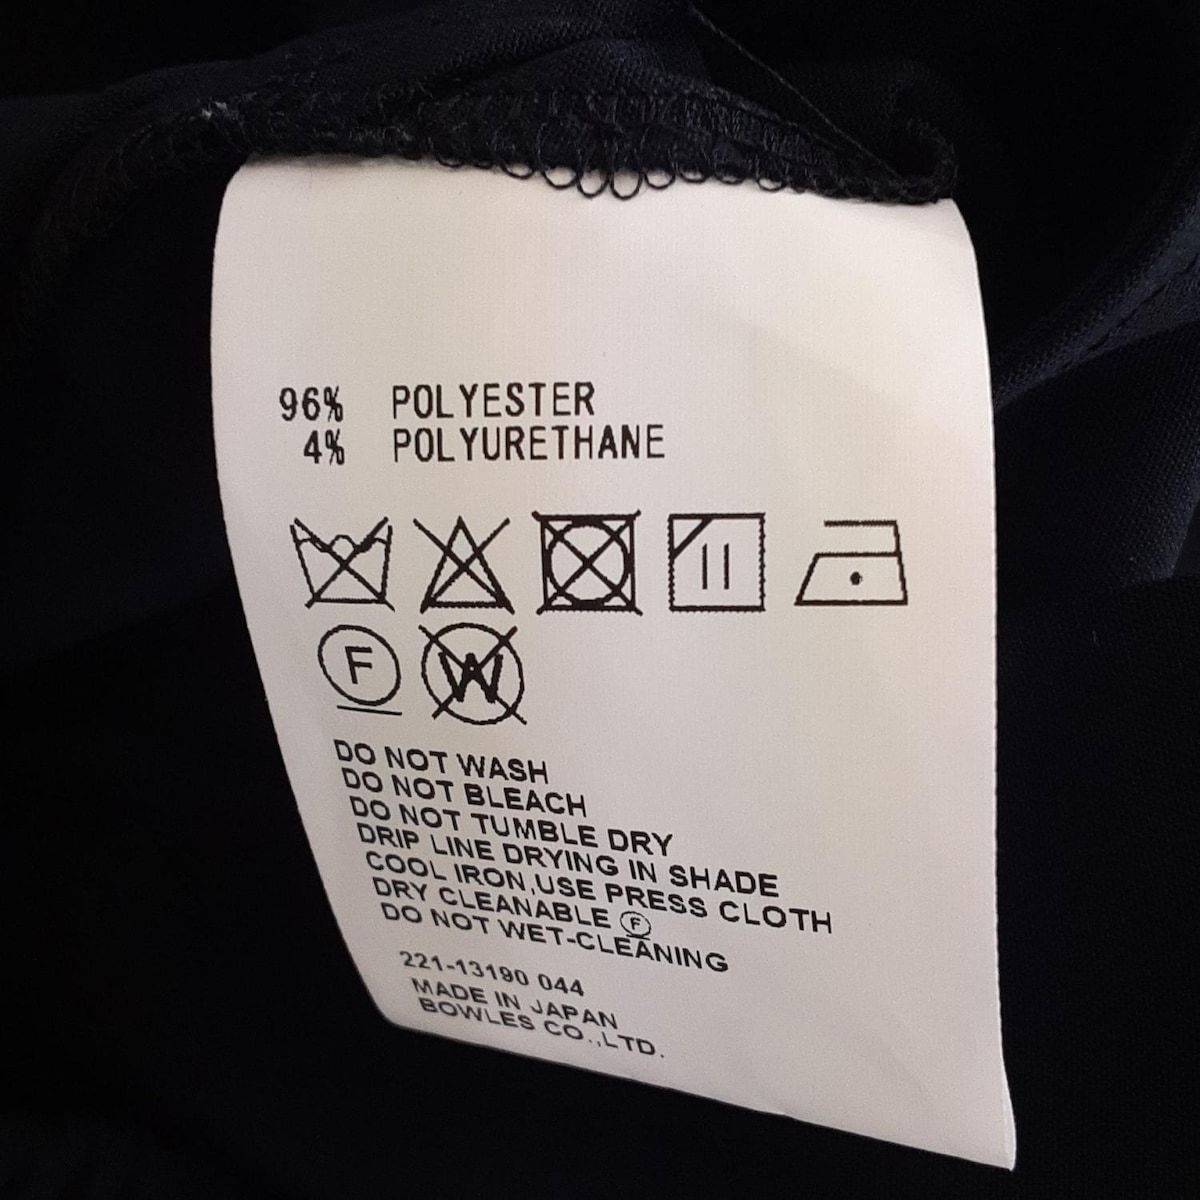 96% POLYESTER
4% POLYURETHANE
F W
DO NOT WASH
DO NOT BLEACH
DO NOT TUMBLE DRY
DRIP LINE DRYING IN SHADE
COOL IRON,USE PRESS CLOTH
DRY CLEANABLE Ⓕ
DO NOT WET-CLEANING
221-13190 044
MADE IN JAPAN
BOWLES CO.,LTD.